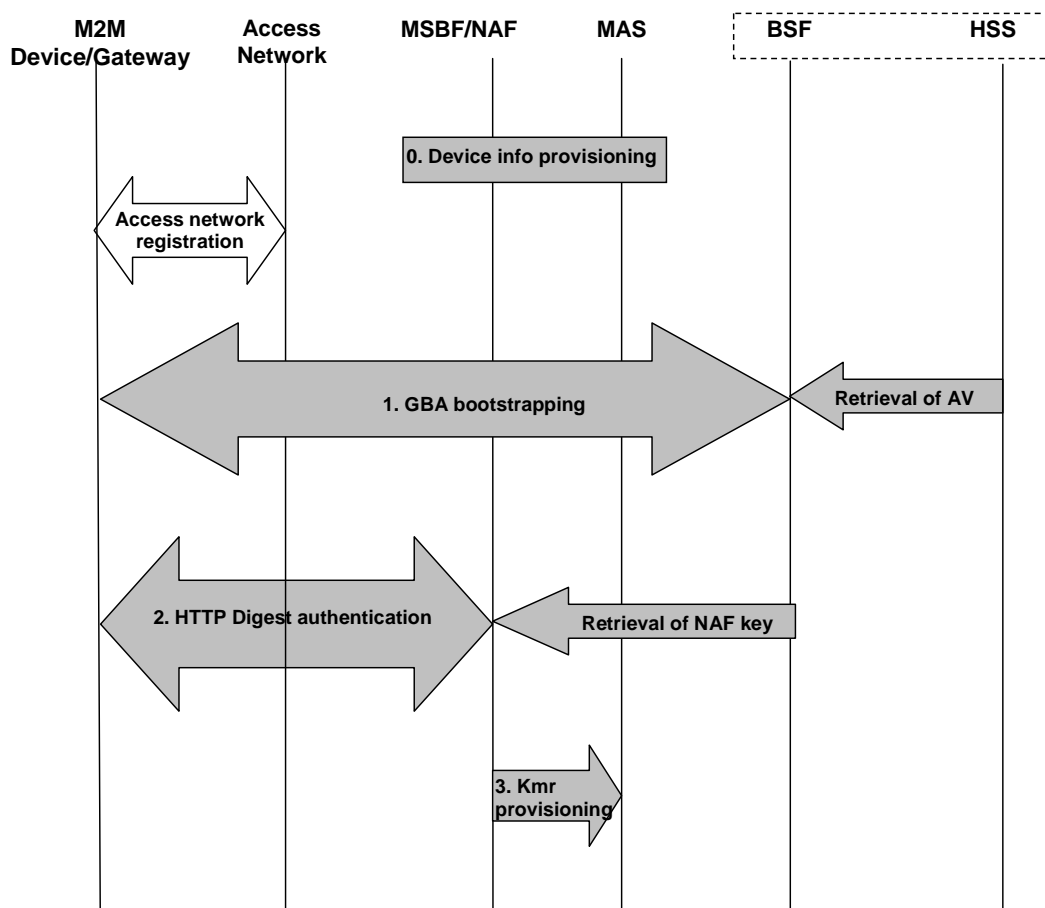 M2M
Device/Gateway
Access
Network
MSBF/NAF
MAS
BSF
HSS
0. Device info provisioning
Access network
registration
1. GBA bootstrapping
Retrieval of AV
2. HTTP Digest authentication
Retrieval of NAF key
3. Kmr
provisioning